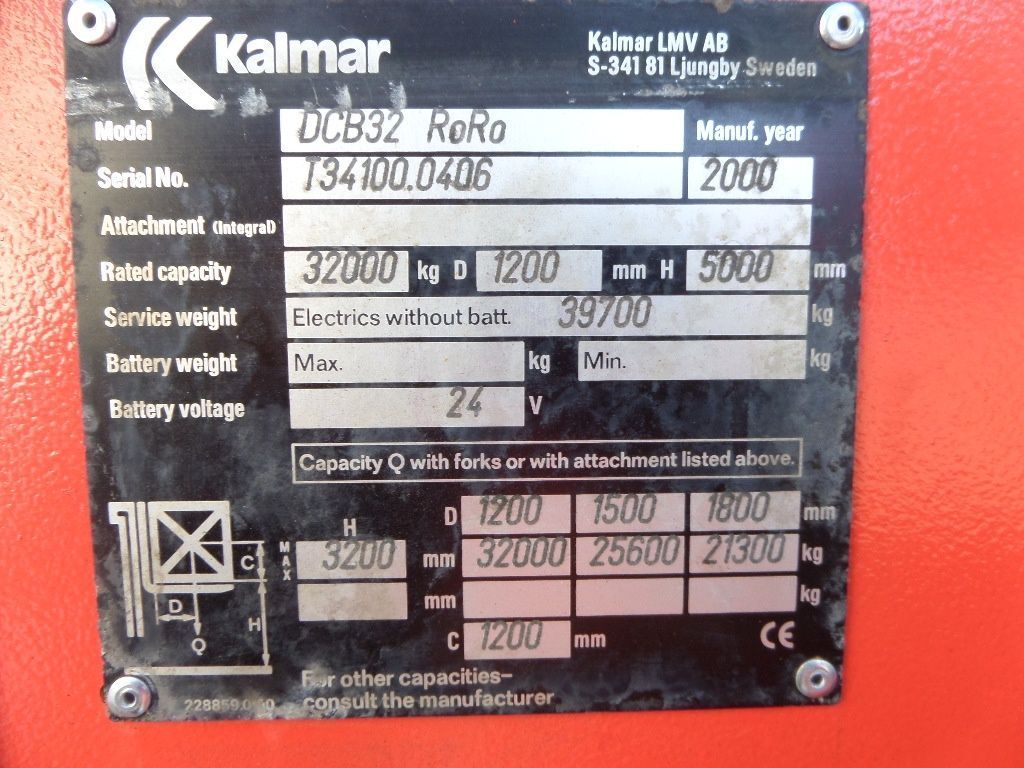 Kalmar
Kalmar LMV AB
S-341 81 Ljungby Sweden
Model DCB32 RoRo Manuf. year
Serial No. T34100.0406 2000
Attachment (Integral)
Rated capacity 32000 kg D 1200 mm H 5000 mm
Service weight Electrics without batt. 39700 kg
Battery weight Max. kg Min. kg
Battery voltage 24 V
Capacity Q with forks or with attachment listed above.
H D 1200 1500 1800 mm
MAX 3200 mm 32000 25600 21300 kg
mm kg
C 1200 mm CE
C
D
H
Q
For other capacities–
consult the manufacturer